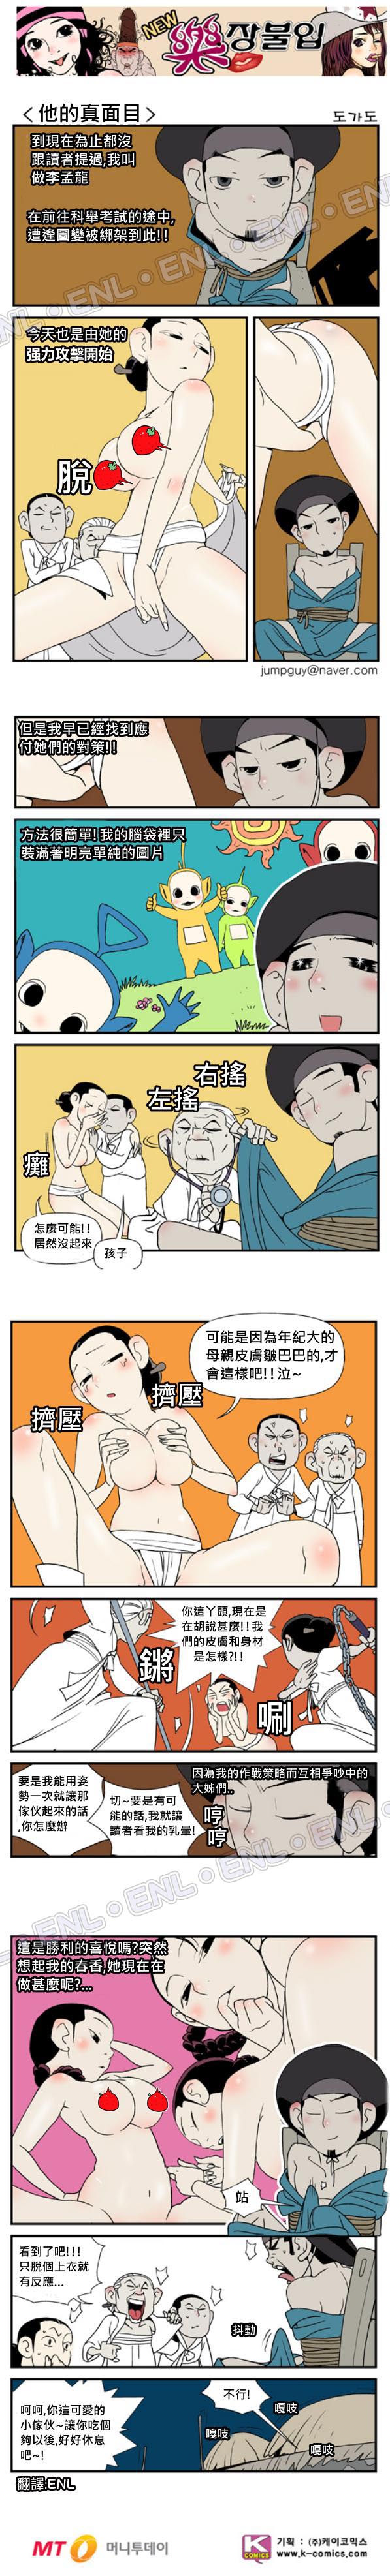 NEW
樂장불입
<他的真面目>
도가도
到現在為止都沒
跟讀者提過,我叫
做李孟龍
在前往科舉考試的途中,
遭逢圖變被綁架到此!!
今天也是由她的
强力攻擊開始
脫
jumpguy@naver.com
但是我早已經找到應
付她們的對策!!
方法很簡單!我的腦袋裡只
裝滿著明亮單純的圖片
右搖
左搖
癱
怎麼可能!!
居然沒起來
孩子
可能是因為年紀大的
母親皮膚皺巴巴的,才
會這樣吧!!泣~
擠壓
擠壓
你這丫頭,現在是
在胡說甚麼!!我
們的皮膚和身材
是怎樣?!!
鏘
唰
要是我能用姿
勢一次就讓那
傢伙起來的話
,你怎麼辦
切~要是有可
能的話,我就讓
讀者看我的乳暈!
因為我的作戰策略而互相爭吵中的
大姊們..
哼
哼
ENL·ENL·ENL·ENL
這是勝利的喜悅嗎?突然
想起我的春香,她現在在
做甚麼呢?...
站
看到了吧!!!
只脫個上衣就
有反應...
抖動
呵呵,你這可愛的
小傢伙~讓你吃個
夠以後,好好休息
吧~!
不行!
嘎吱
嘎吱
嘎吱
翻譯:ENL
MT 머니투데이
K COMICS 기획 : (주)케이코믹스
www.k-comics.com